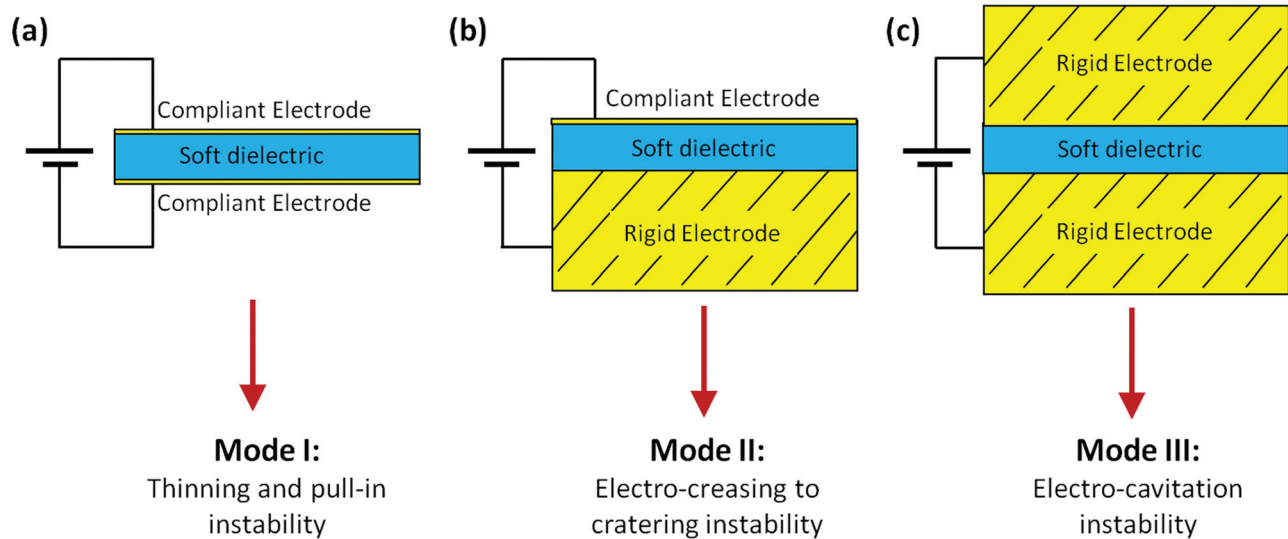 (a)
Compliant Electrode
Soft dielectric
Compliant Electrode
Mode I:
Thinning and pull-in
instability
(b)
Compliant Electrode
Soft dielectric
Rigid Electrode
Mode II:
Electro-creasing to
cratering instability
(c)
Rigid Electrode
Soft dielectric
Rigid Electrode
Mode III:
Electro-cavitation
instability